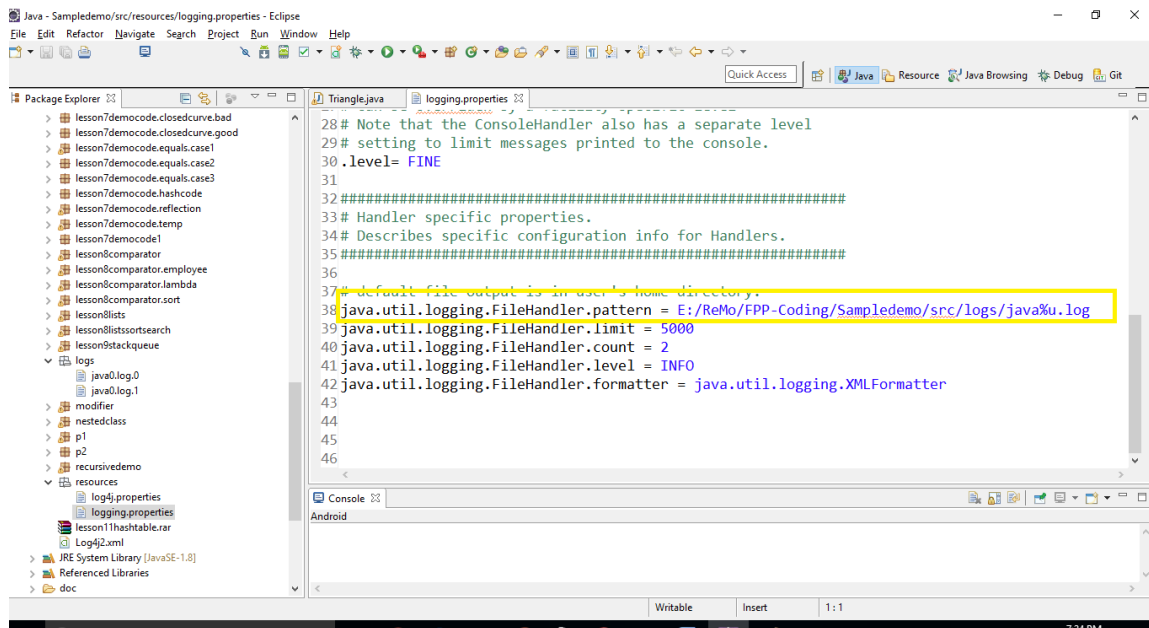 Java - Sampledemo/src/resources/logging.properties - Eclipse
File Edit Refactor Navigate Search Project Run Window Help
Quick Access Java Resource Java Browsing Debug Git
Package Explorer
lesson7democode.closedcurve.bad
lesson7democode.closedcurve.good
lesson7democode.equals.case1
lesson7democode.equals.case2
lesson7democode.equals.case3
lesson7democode.hashcode
lesson7democode.reflection
lesson7democode.temp
lesson7democode1
lesson8comparator
lesson8comparator.employee
lesson8comparator.lambda
lesson8comparator.sort
lesson8lists
lesson8listssortsearch
lesson9stackqueue
logs
java0.log.0
java0.log.1
modifier
nestedclass
p1
p2
recursivedemo
resources
log4j.properties
logging.properties
lesson11hashtable.rar
Log4j2.xml
JRE System Library [JavaSE-1.8]
Referenced Libraries
doc
Triangle.java logging.properties
28 # Note that the ConsoleHandler also has a separate level
29 # setting to limit messages printed to the console.
30 .level= FINE
31
32 ############################################################
33 # Handler specific properties.
34 # Describes specific configuration info for Handlers.
35 ############################################################
36
37 # default file output is in user's home directory.
38 java.util.logging.FileHandler.pattern = E:/ReMo/FPP-Coding/Sampledemo/src/logs/java%u.log
39 java.util.logging.FileHandler.limit = 5000
40 java.util.logging.FileHandler.count = 2
41 java.util.logging.FileHandler.level = INFO
42 java.util.logging.FileHandler.formatter = java.util.logging.XMLFormatter
43
44
45
46
Console
Android
Writable Insert 1 : 1